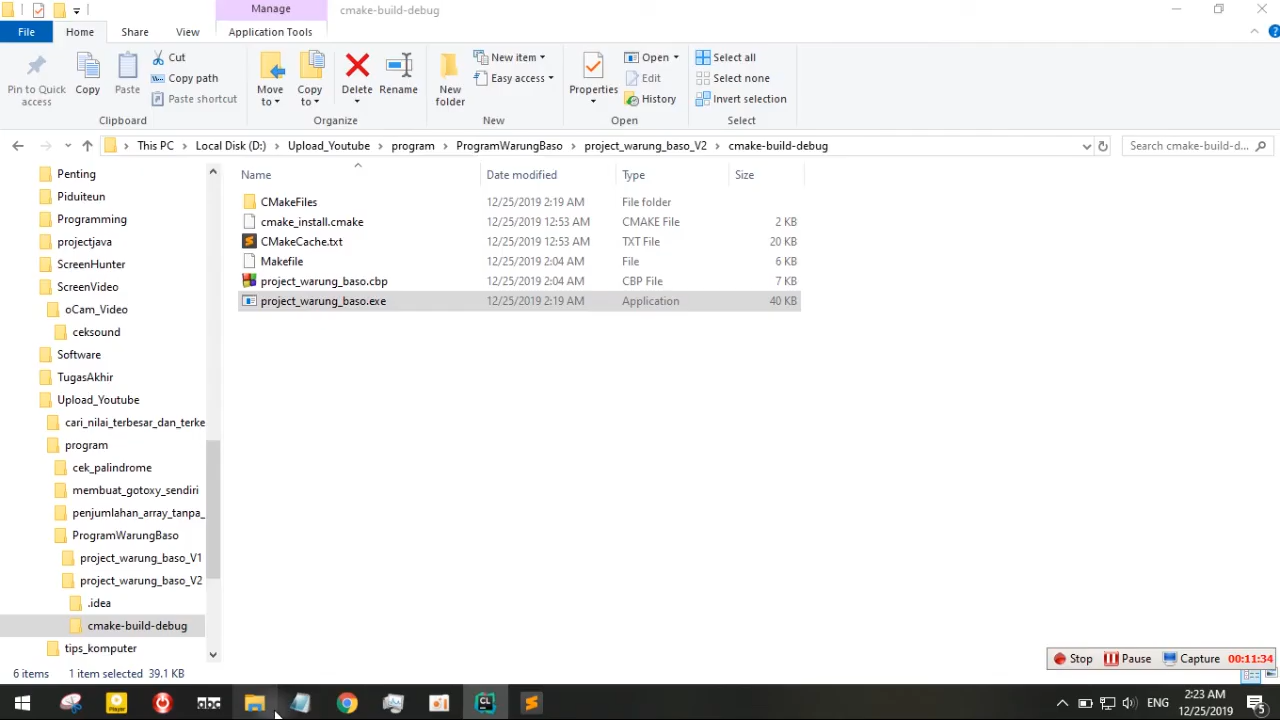 Manage
cmake-build-debug
File
Home
Share
View
Application Tools
Pin to Quick access
Copy
Paste
Cut
Copy path
Paste shortcut
Clipboard
Move to
Copy to
Delete
Rename
Organize
New folder
New item
Easy access
New
Properties
Open
Edit
History
Open
Select all
Select none
Invert selection
Select
This PC
Local Disk (D:)
Upload_Youtube
program
ProgramWarungBaso
project_warung_baso_V2
cmake-build-debug
Search cmake-build-d...
Penting
Piduiteun
Programming
projectjava
ScreenHunter
ScreenVideo
oCam_Video
ceksound
Software
TugasAkhir
Upload_Youtube
cari_nilai_terbesar_dan_terke
program
cek_palindrome
membuat_gotoxy_sendiri
penjumlahan_array_tanpa_
ProgramWarungBaso
project_warung_baso_V1
project_warung_baso_V2
.idea
cmake-build-debug
tips_komputer
Name Date modified Type Size
CMakeFiles 12/25/2019 2:19 AM File folder
cmake_install.cmake 12/25/2019 12:53 AM CMAKE File 2 KB
CMakeCache.txt 12/25/2019 12:53 AM TXT File 20 KB
Makefile 12/25/2019 2:04 AM File 6 KB
project_warung_baso.cbp 12/25/2019 2:04 AM CBP File 7 KB
project_warung_baso.exe 12/25/2019 2:19 AM Application 40 KB
6 items 1 item selected 39.1 KB
Stop Pause Capture 00:11:34
Player
abc
CL
ENG
2:23 AM
12/25/2019
5